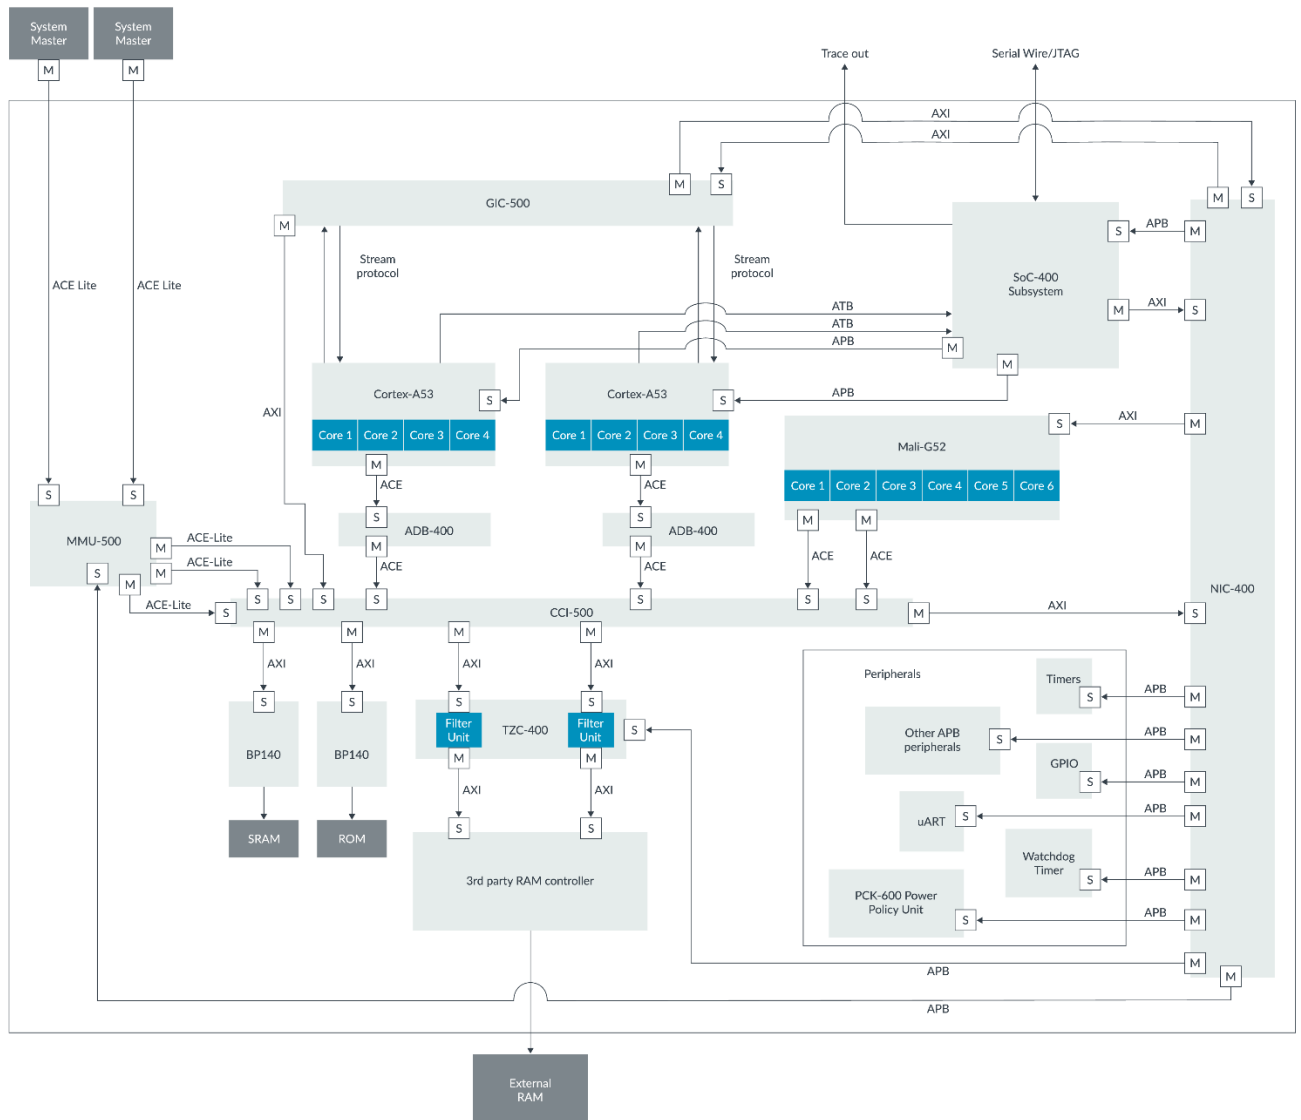 System
Master
System
Master
M
M
Trace out
Serial Wire/JTAG
AXI
AXI
M
S
GIC-500
M
M
S
M
S
APB
M
SoC-400
Subsystem
Stream
protocol
Stream
protocol
ACE Lite
ACE Lite
ATB
ATB
APB
M
AXI
S
M
M
Cortex-A53
S
Cortex-A53
S
APB
AXI
Core 1
Core 2
Core 3
Core 4
Core 1
Core 2
Core 3
Core 4
S
AXI
M
Mali-G52
M
ACE
M
ACE
Core 1
Core 2
Core 3
Core 4
Core 5
Core 6
S
S
S
ADB-400
S
ADB-400
M
M
MMU-500
M
ACE-Lite
M
ACE-Lite
S
M
ACE-Lite
M
ACE
M
ACE
ACE
ACE
S
S
S
S
S
S
S
S
CCI-500
M
AXI
S
NIC-400
M
M
M
M
AXI
AXI
AXI
AXI
S
S
S
S
Filter
Unit
TZC-400
Filter
Unit
S
BP140
BP140
M
M
AXI
AXI
SRAM
ROM
S
S
3rd party RAM controller
Peripherals
Timers
S
APB
M
Other APB
peripherals
S
APB
M
GPIO
S
APB
M
uART
S
APB
M
Watchdog
Timer
S
APB
M
PCK-600 Power
Policy Unit
S
APB
M
APB
M
M
APB
External
RAM